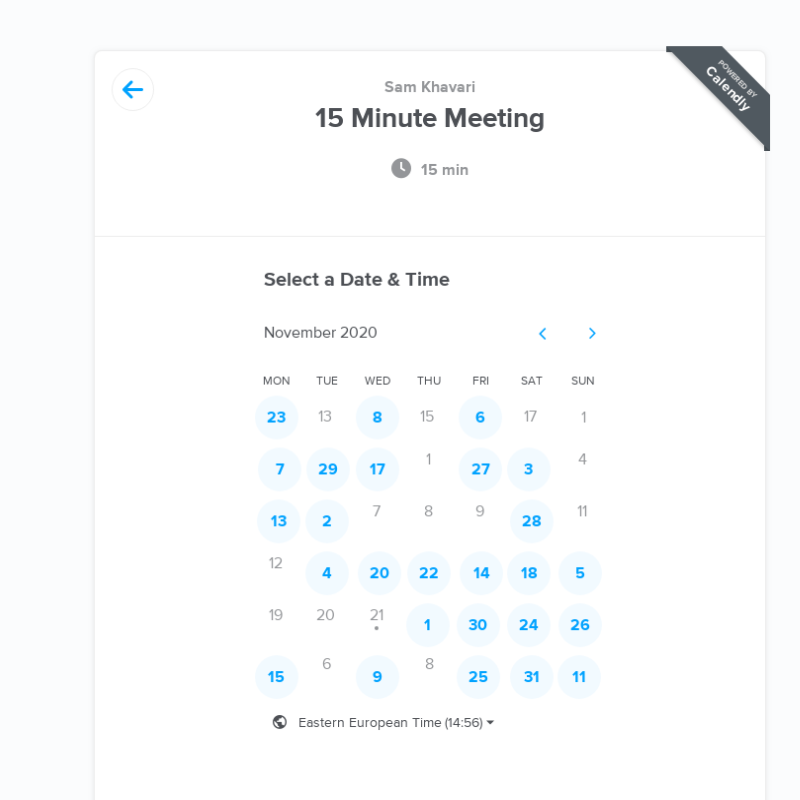 Sam Khavari
POWERED BY
Calendly
15 Minute Meeting
15 min
Select a Date & Time
November 2020
MON TUE WED THU FRI SAT SUN
23 13 8 15 6 17 1
7 29 17 1 27 3 4
13 2 7 8 9 28 11
12 4 20 22 14 18 5
19 20 21 1 30 24 26
15 6 9 8 25 31 11
Eastern European Time (14:56)